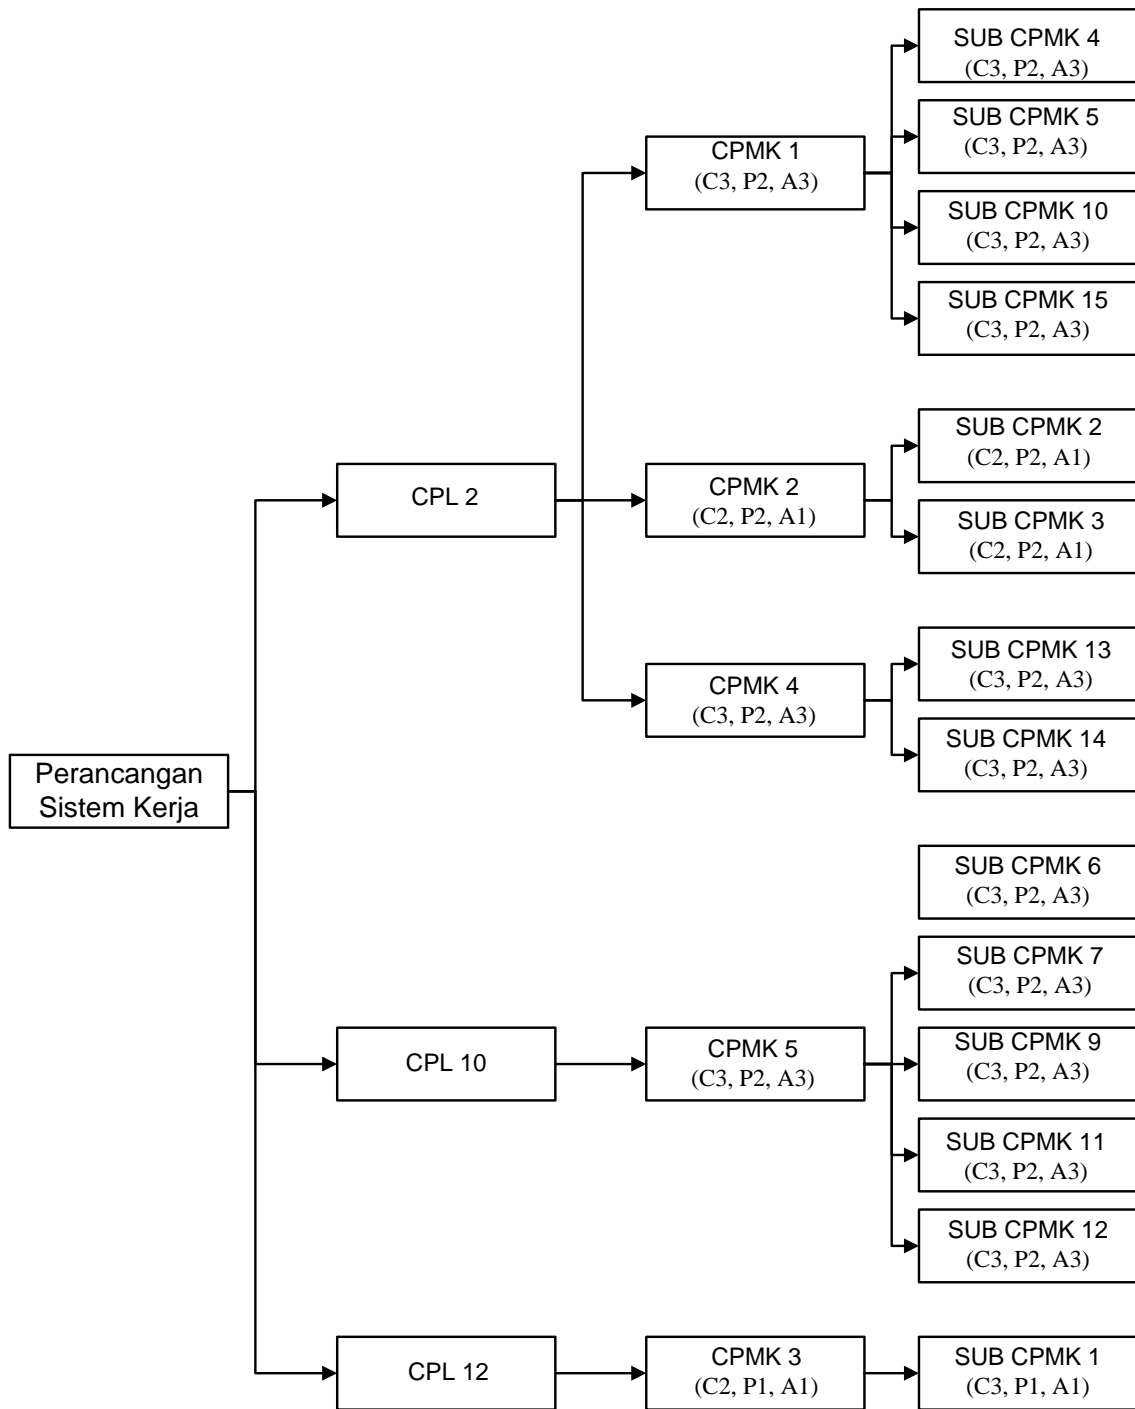 SUB CPMK 4
(C3, P2, A3)
SUB CPMK 5
(C3, P2, A3)
CPMK 1
(C3, P2, A3)
SUB CPMK 10
(C3, P2, A3)
SUB CPMK 15
(C3, P2, A3)
SUB CPMK 2
(C2, P2, A1)
CPL 2
CPMK 2
(C2, P2, A1)
SUB CPMK 3
(C2, P2, A1)
SUB CPMK 13
(C3, P2, A3)
CPMK 4
(C3, P2, A3)
SUB CPMK 14
(C3, P2, A3)
Perancangan
Sistem Kerja
SUB CPMK 6
(C3, P2, A3)
SUB CPMK 7
(C3, P2, A3)
CPL 10
CPMK 5
(C3, P2, A3)
SUB CPMK 9
(C3, P2, A3)
SUB CPMK 11
(C3, P2, A3)
SUB CPMK 12
(C3, P2, A3)
CPL 12
CPMK 3
(C2, P1, A1)
SUB CPMK 1
(C3, P1, A1)